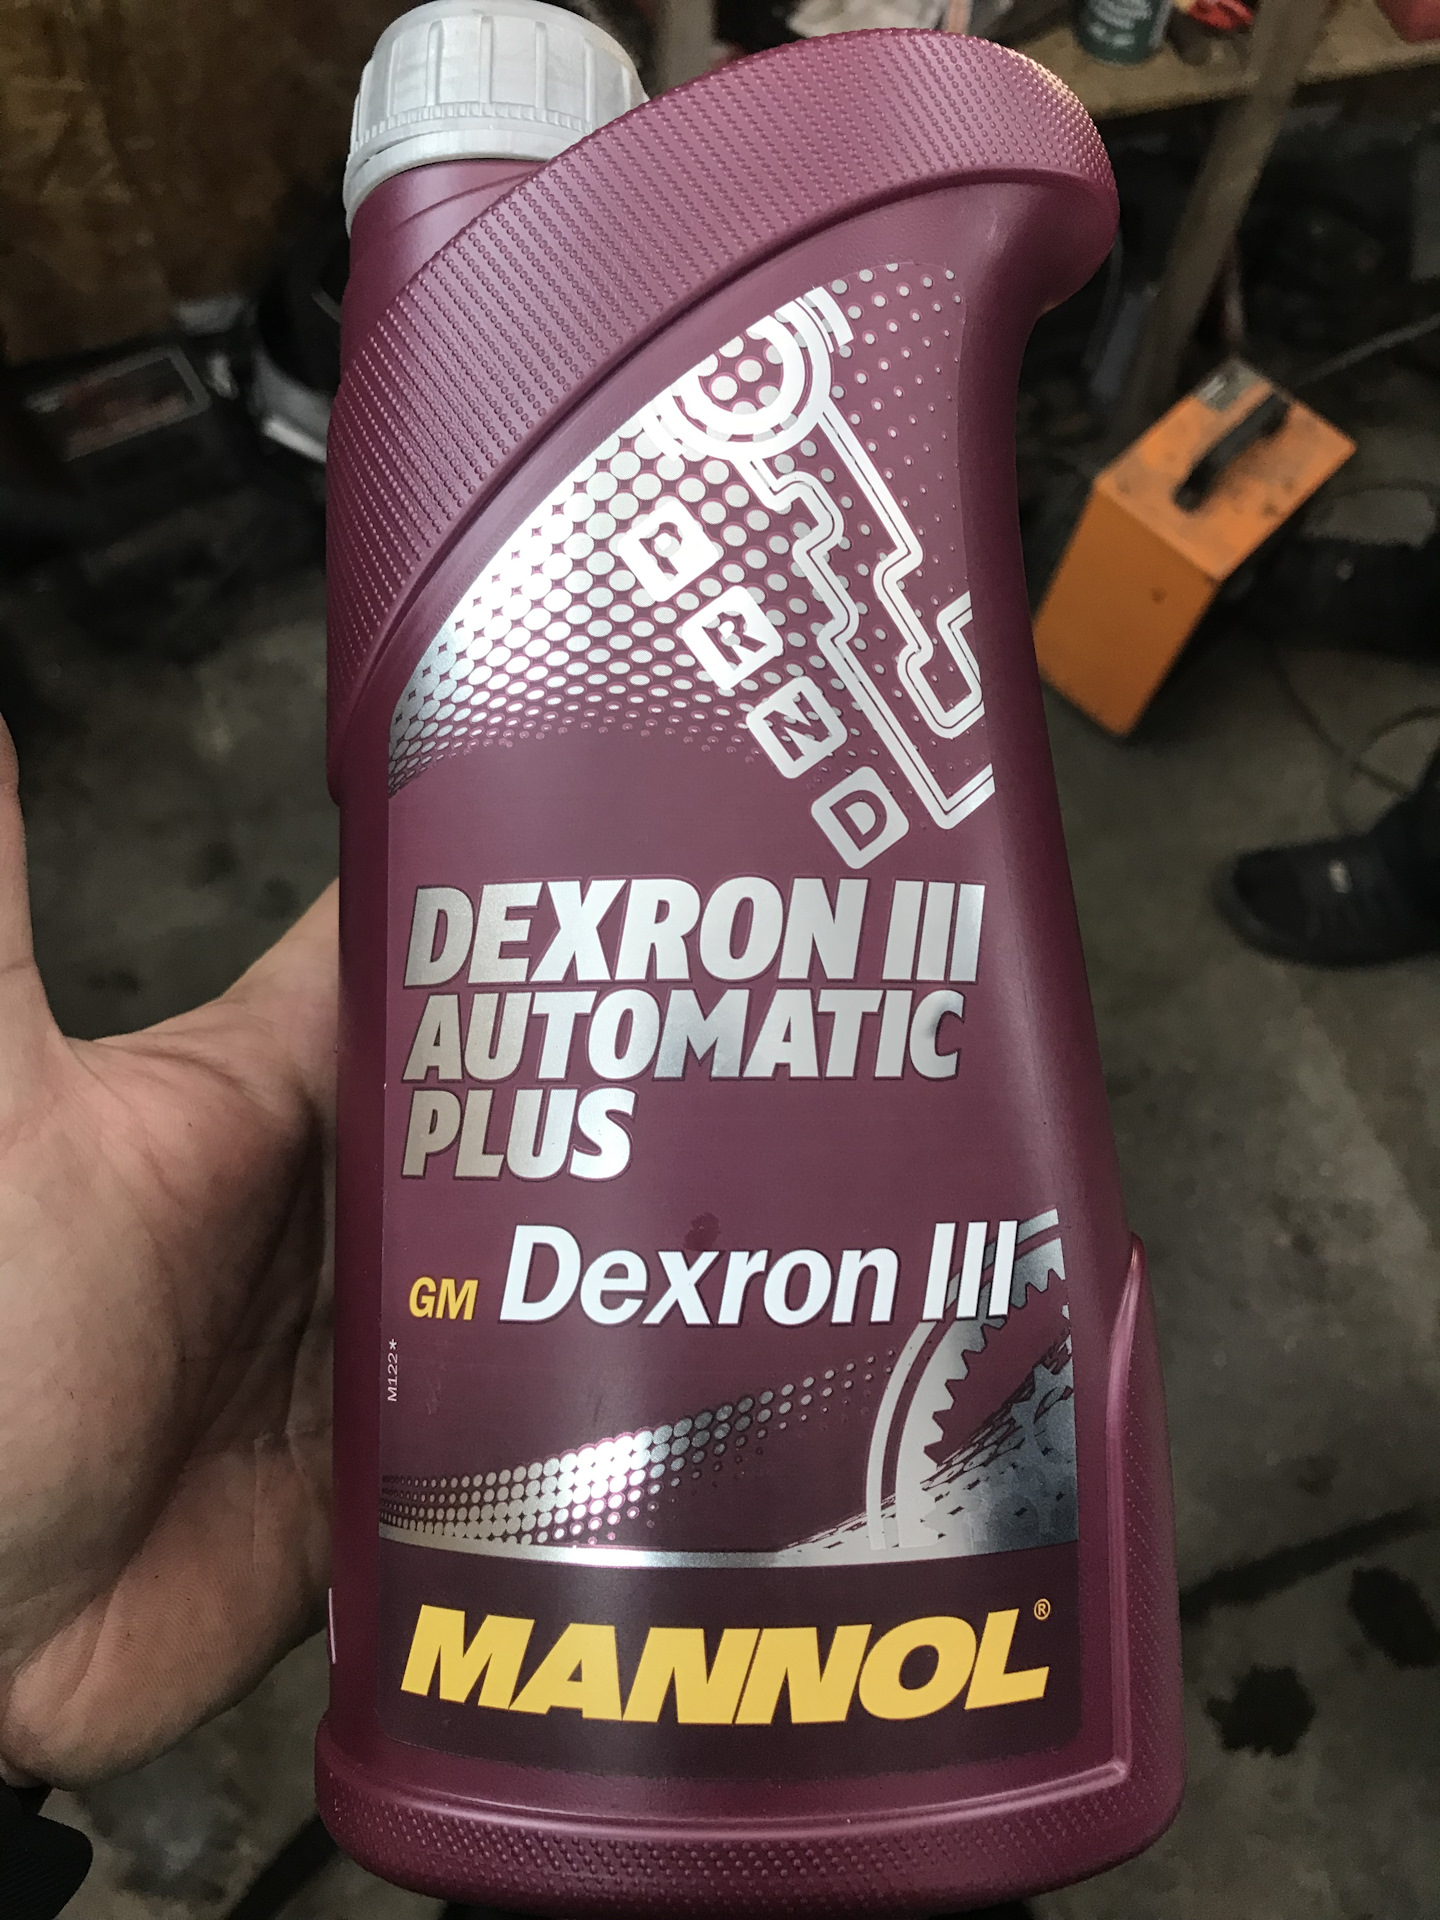 P
R
N
D
DEXRON III
AUTOMATIC
PLUS
GM Dexron III
M122*
MANNOL®